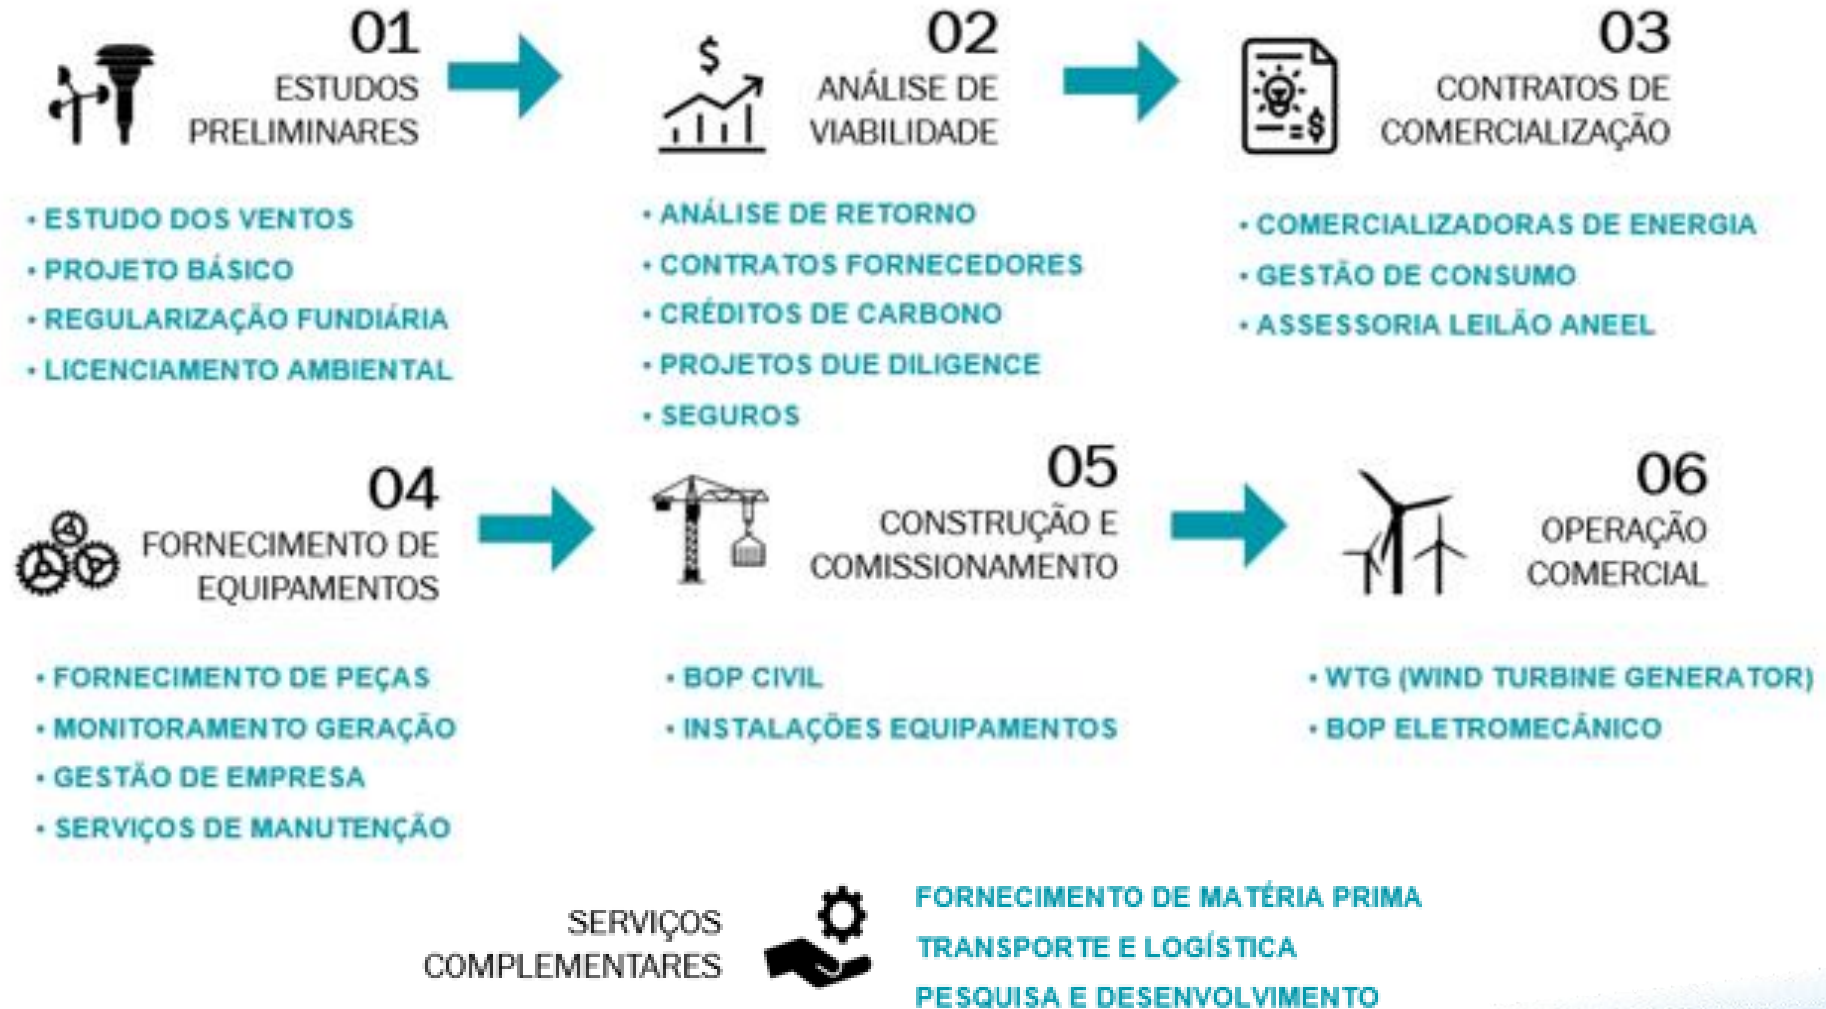 01
ESTUDOS
PRELIMINARES
• ESTUDO DOS VENTOS
• PROJETO BÁSICO
• REGULARIZAÇÃO FUNDIÁRIA
• LICENCIAMENTO AMBIENTAL
$
02
ANÁLISE DE
VIABILIDADE
• ANÁLISE DE RETORNO
• CONTRATOS FORNECEDORES
• CRÉDITOS DE CARBONO
• PROJETOS DUE DILIGENCE
• SEGUROS
=$
03
CONTRATOS DE
COMERCIALIZAÇÃO
• COMERCIALIZADORAS DE ENERGIA
• GESTÃO DE CONSUMO
• ASSESSORIA LEILÃO ANEEL
04
FORNECIMENTO DE
EQUIPAMENTOS
• FORNECIMENTO DE PEÇAS
• MONITORAMENTO GERAÇÃO
• GESTÃO DE EMPRESA
• SERVIÇOS DE MANUTENÇÃO
05
CONSTRUÇÃO E
COMISSIONAMENTO
• BOP CIVIL
• INSTALAÇÕES EQUIPAMENTOS
06
OPERAÇÃO
COMERCIAL
• WTG (WIND TURBINE GENERATOR)
• BOP ELETROMECÂNICO
SERVIÇOS
COMPLEMENTARES
FORNECIMENTO DE MATÉRIA PRIMA
TRANSPORTE E LOGÍSTICA
PESQUISA E DESENVOLVIMENTO